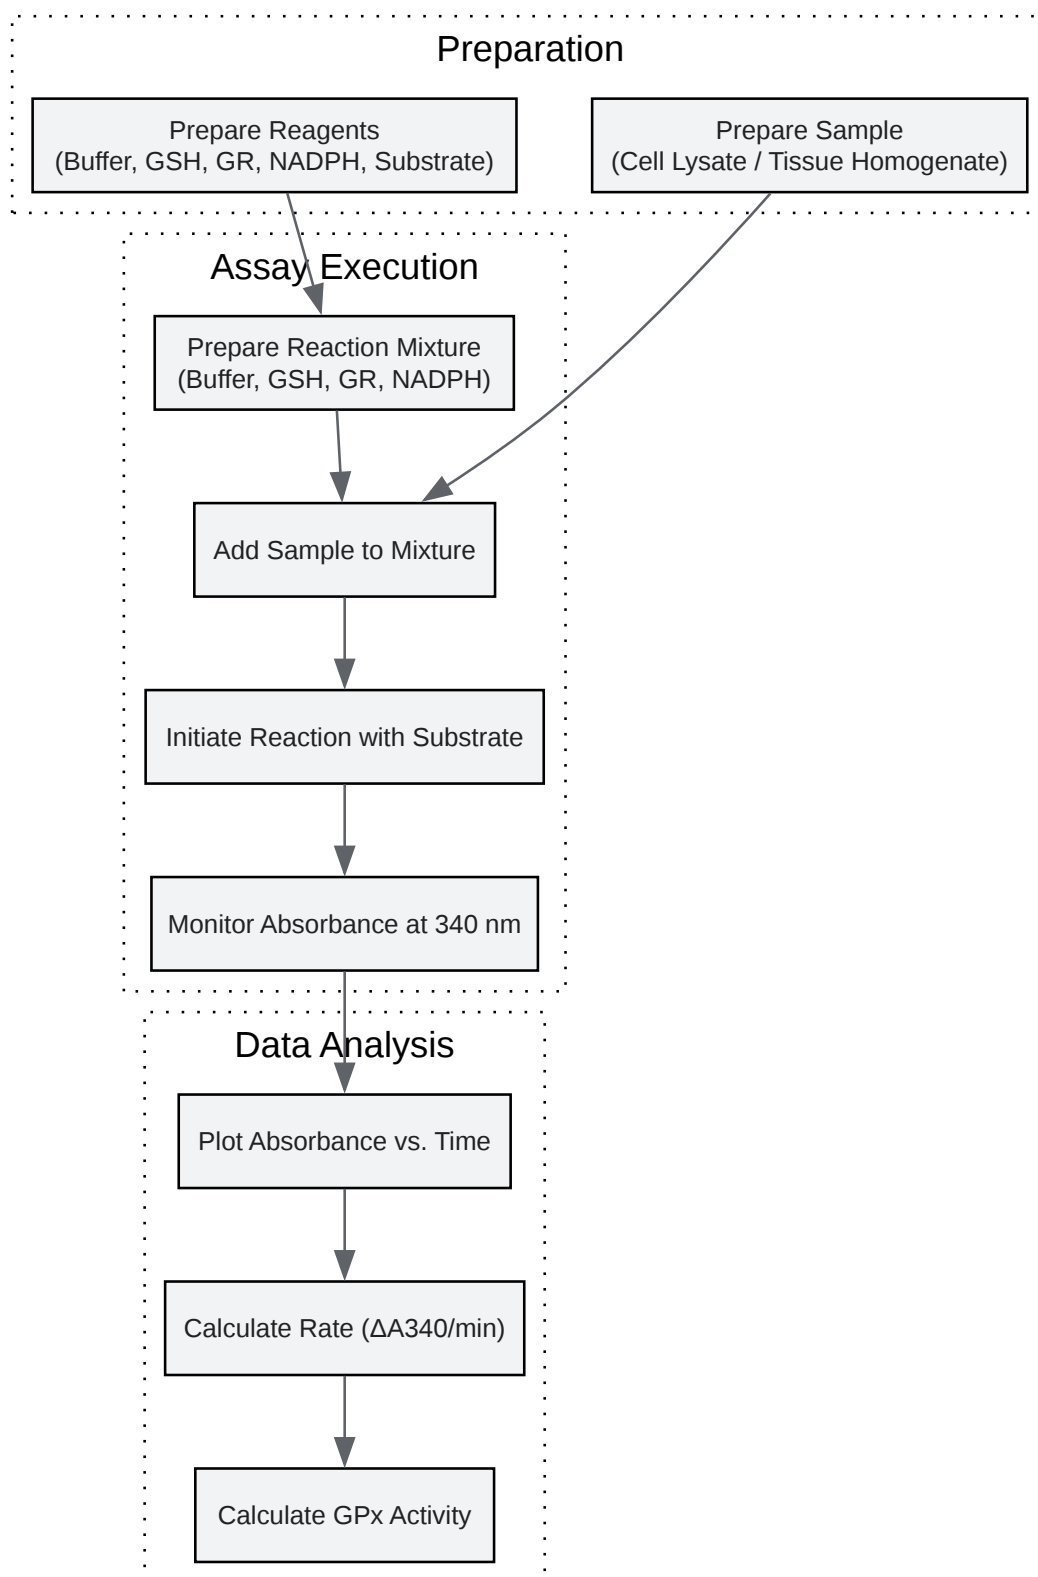 Preparation
Prepare Reagents
(Buffer, GSH, GR, NADPH, Substrate)
Prepare Sample
(Cell Lysate / Tissue Homogenate)
Assay Execution
Prepare Reaction Mixture
(Buffer, GSH, GR, NADPH)
Add Sample to Mixture
Initiate Reaction with Substrate
Monitor Absorbance at 340 nm
Data Analysis
Plot Absorbance vs. Time
Calculate Rate (ΔA340/min)
Calculate GPx Activity